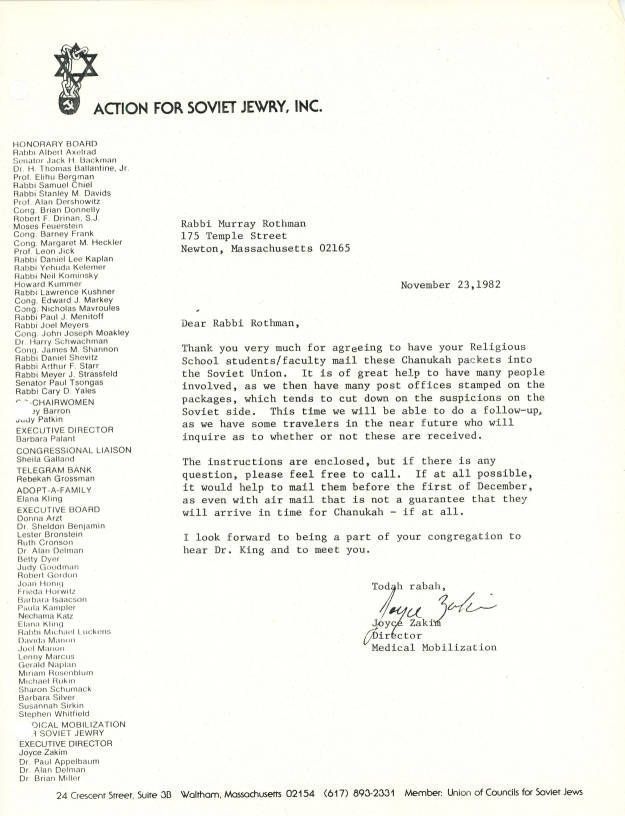 ACTION FOR SOVIET JEWRY, INC.
HONORARY BOARD
Rabbi Albert Axelrad
Senator Jack H. Backman
Dr. H. Thomas Ballantine, Jr.
Prof. Elihu Bergman
Rabbi Samuel Chiel
Rabbi Stanley M. Davids
Prof. Alan Dershowitz
Cong. Brian Donnelly
Robert F. Drinan, S.J.
Moses Feuerstein
Cong. Barney Frank
Cong. Margaret M. Heckler
Prof. Leon Jick
Rabbi Daniel Lee Kaplan
Rabbi Yehuda Kelemer
Rabbi Neil Kominsky
Howard Kummer
Rabbi Lawrence Kushner
Cong. Edward J. Markey
Cong. Nicholas Mavroules
Rabbi Paul J. Menitoff
Rabbi Joel Meyers
Cong. John Joseph Moakley
Dr. Harry Schwachman
Cong. James M. Shannon
Rabbi Daniel Shevitz
Rabbi Arthur F. Starr
Rabbi Meyer J. Strassfeld
Senator Paul Tsongas
Rabbi Cary D. Yales
-CHAIRWOMEN
oy Barron
Judy Patkin
EXECUTIVE DIRECTOR
Barbara Palant
CONGRESSIONAL LIAISON
Sheila Galland
TELEGRAM BANK
Rebekah Grossman
ADOPT-A-FAMILY
Elana Kling
EXECUTIVE BOARD
Donna Arzt
Dr. Sheldon Benjamin
Lester Bronstein
Ruth Cronson
Dr. Alan Delman
Betty Dyer
Judy Goodman
Robert Gordon
Joan Honig
Frieda Horwitz
Barbara Isaacson
Paula Kampler
Nechama Katz
Elana Kling
Rabbi Michael Luckens
Davida Manon
Joel Manon
Lenny Marcus
Gerald Naplan
Miriam Rosenblum
Michael Rukin
Sharon Schumack
Barbara Silver
Susannah Sirkin
Stephen Whitfield
DICAL MOBILIZATION
R SOVIET JEWRY
EXECUTIVE DIRECTOR
Joyce Zakim
Dr. Paul Appelbaum
Dr. Alan Delman
Dr. Brian Miller
Rabbi Murray Rothman
175 Temple Street
Newton, Massachusetts 02165
November 23,1982
Dear Rabbi Rothman,
Thank you very much for agreeing to have your Religious
School students/faculty mail these Chanukah packets into
the Soviet Union. It is of great help to have many people
involved, as we then have many post offices stamped on the
packages, which tends to cut down on the suspicions on the
Soviet side. This time we will be able to do a follow-up,
as we have some travelers in the near future who will
inquire as to whether or not these are received.
The instructions are enclosed, but if there is any
question, please feel free to call. If at all possible,
it would help to mail them before the first of December,
as even with air mail that is not a guarantee that they
will arrive in time for Chanukah - if at all.
I look forward to being a part of your congregation to
hear Dr. King and to meet you.
Todah rabah,
Joyce Zakim
Joyce Zakim
Director
Medical Mobilization
24 Crescent Street, Suite 3B Waltham, Massachusetts 02154 (617) 893-2331 Member: Union of Councils for Soviet Jews